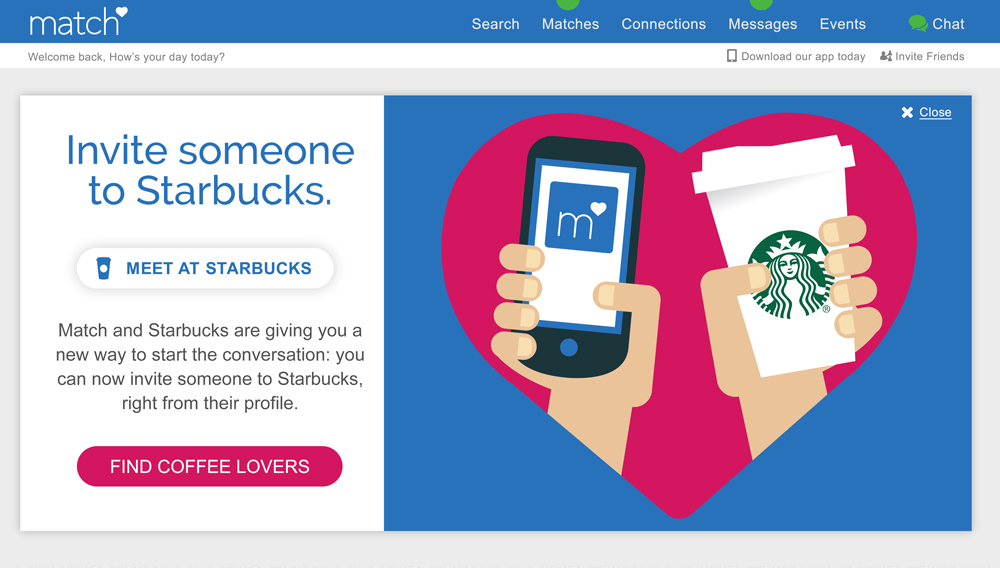 match
Search
Matches
Connections
Messages
Events
Chat
Welcome back, How's your day today?
Download our app today
Invite Friends
Close
Invite someone
to Starbucks.
MEET AT STARBUCKS
Match and Starbucks are giving you a
new way to start the conversation: you
can now invite someone to Starbucks,
right from their profile.
FIND COFFEE LOVERS
m
®